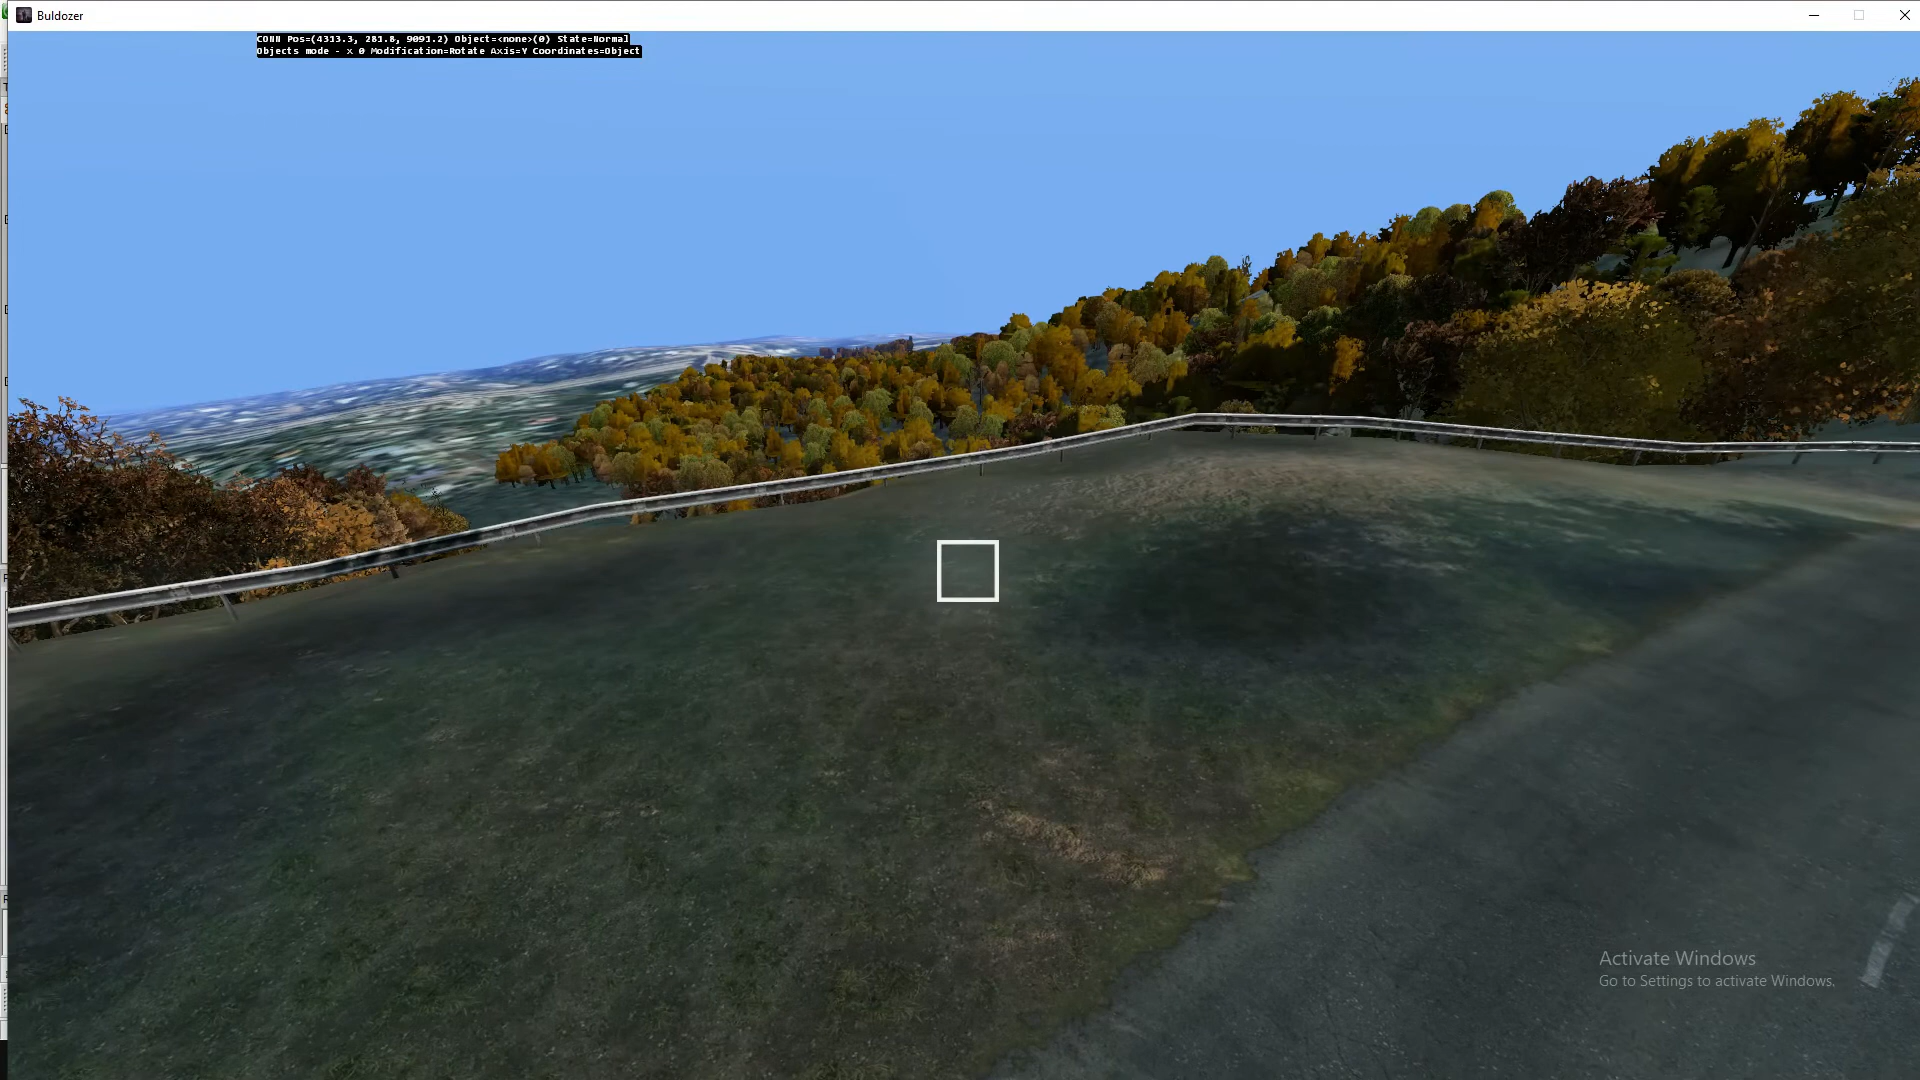 Buldozer
CONN Pos=(4313.3, 281.8, 9091.2) Object=<none>(0) State=Normal
Objects mode - x 0 Modification=Rotate Axis=Y Coordinates=Object
Activate Windows
Go to Settings to activate Windows.